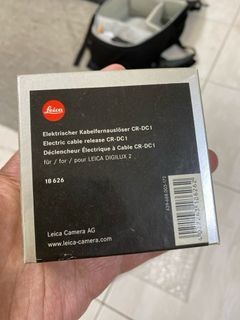 Leica
Elektrischer Kabelfernauslöser CR-DC1
Electric cable release CR-DC1
Déclencheur Électrique à Cable CR-DC1
für / for / pour LEICA DIGILUX 2
18 626
Leica Camera AG
www.leica-camera.com